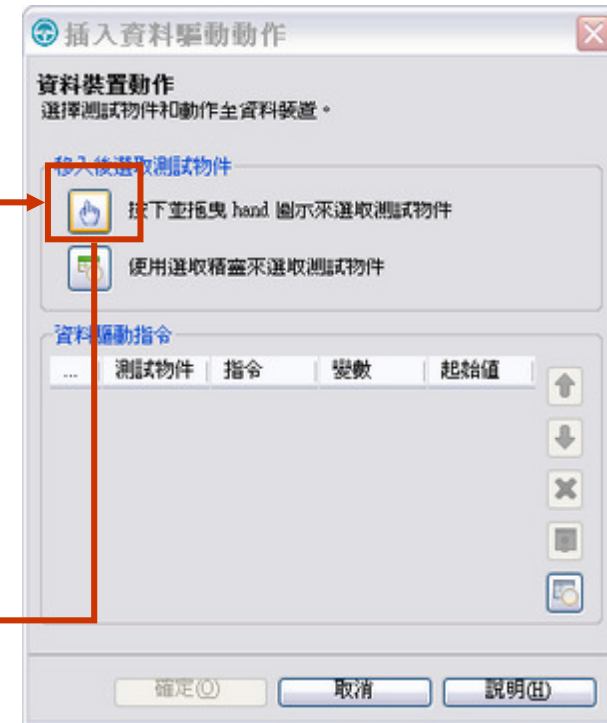 插入資料驅動動作
資料裝置動作
選擇測試物件和動作至資料裝置。
移入後選取測試物件
按下並拖曳 hand 圖示來選取測試物件
使用選取精靈來選取測試物件
資料驅動指令
... 測試物件 指令 變數 起始值
確定(O) 取消 說明(H)